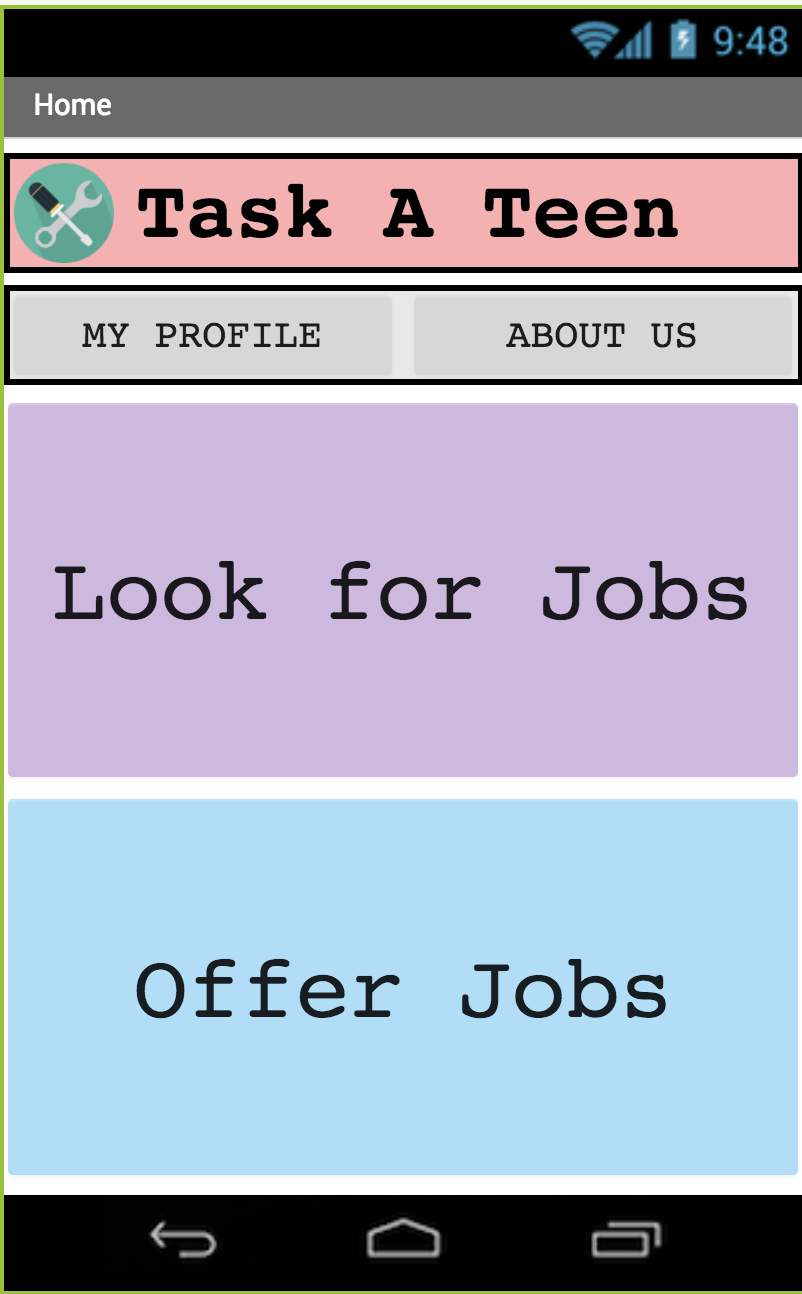 9:48
Home
Task A Teen
MY PROFILE ABOUT US
Look for Jobs
Offer Jobs